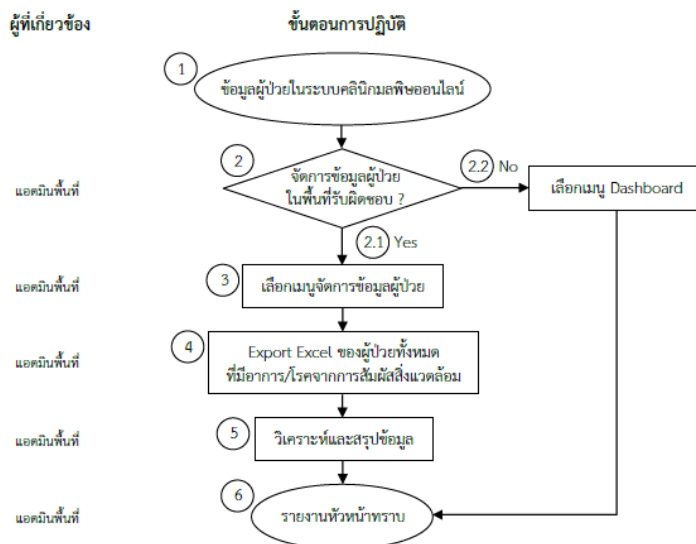 ผู้ที่เกี่ยวข้อง
ขั้นตอนการปฏิบัติ
1
ข้อมูลผู้ป่วยในระบบคลินิกมลพิษออนไลน์
2
จัดการข้อมูลผู้ป่วย
ในพื้นที่รับผิดชอบ ?
2.2 No
เลือกเมนู Dashboard
แอดมินพื้นที่
2.1 Yes
แอดมินพื้นที่
3
เลือกเมนูจัดการข้อมูลผู้ป่วย
แอดมินพื้นที่
4
Export Excel ของผู้ป่วยทั้งหมด
ที่มีอาการ/โรคจากการสัมผัสสิ่งแวดล้อม
แอดมินพื้นที่
5
วิเคราะห์และสรุปข้อมูล
แอดมินพื้นที่
6
รายงานหัวหน้าทราบ